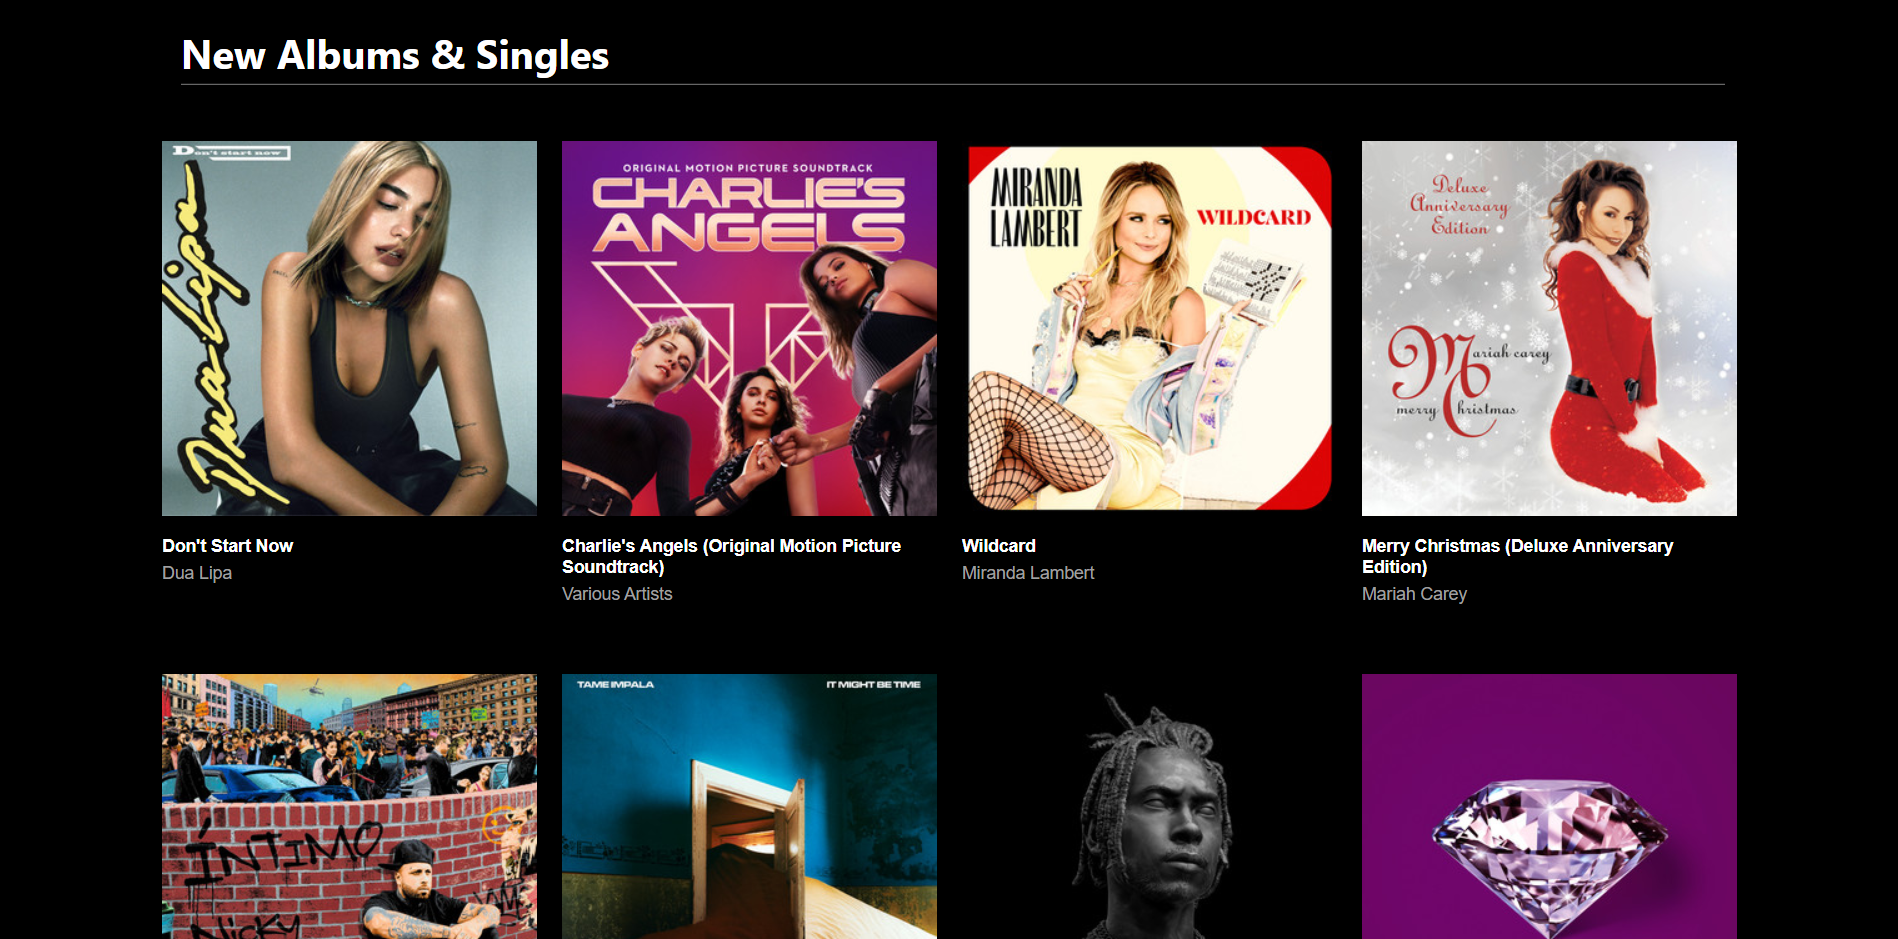 New Albums & Singles
Don't start now
Dua Lipa
ORIGINAL MOTION PICTURE SOUNDTRACK
CHARLIE'S
ANGELS
MIRANDA
LAMBERT
WILDCARD
Deluxe
Anniversary
Edition
Mariah carey
merry Christmas
Don't Start Now
Dua Lipa
Charlie's Angels (Original Motion Picture
Soundtrack)
Various Artists
Wildcard
Miranda Lambert
Merry Christmas (Deluxe Anniversary
Edition)
Mariah Carey
ÍNTIMO
NICKY
TAME IMPALA
IT MIGHT BE TIME